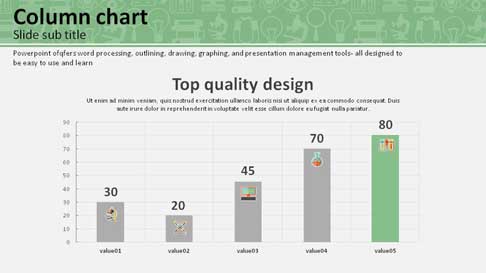 Column chart
Slide sub title
Powerpoint ofqfers word processing, outlining, drawing, graphing, and presentation management tools- all designed to
be easy to use and learn
Top quality design
Ut enim ad minim veniam, quis nostrud exercitation ullamco laboris nisi ut aliquip ex ea commodo consequat. Duis
aute irure dolor in reprehenderit in voluptate velit esse cillum dolore eu fugiat nulla pariatur.
90
80
70
60
50
40
30
20
10
0
30
20
45
70
80
value01 value02 value03 value04 value05